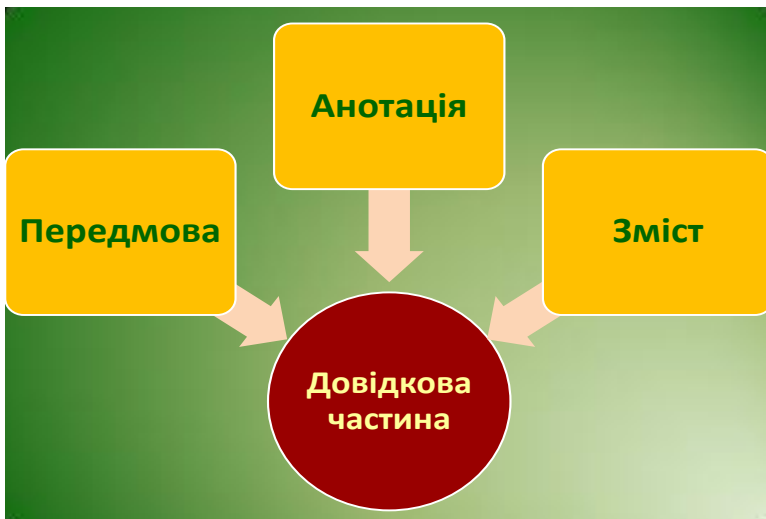 Анотація
Передмова
Зміст
Довідкова
частина